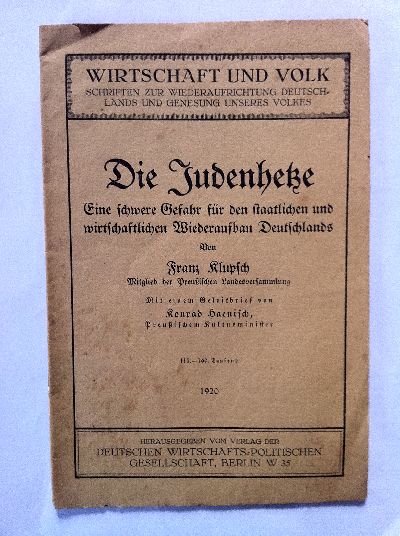 WIRTSCHAFT UND VOLK
SCHRIFTEN ZUR WIEDERAUFRICHTUNG DEUTSCH-
LANDS UND GENESUNG UNSERES VOLKES
Die Judenhetze
Eine schwere Gefahr für den staatlichen und
wirtschaftlichen Wiederaufbau Deutschlands
Von
Franz Klupsch
Mitglied der Preußischen Landesversammlung
Mit einem Geleitbrief von
Konrad Haenisch,
Preußischem Kultusminister
Tausend
1920
HERAUSGEGEBEN VOM VERLAG DER
DEUTSCHEN WIRTSCHAFTS-POLITISCHEN
GESELLSCHAFT, BERLIN W 35